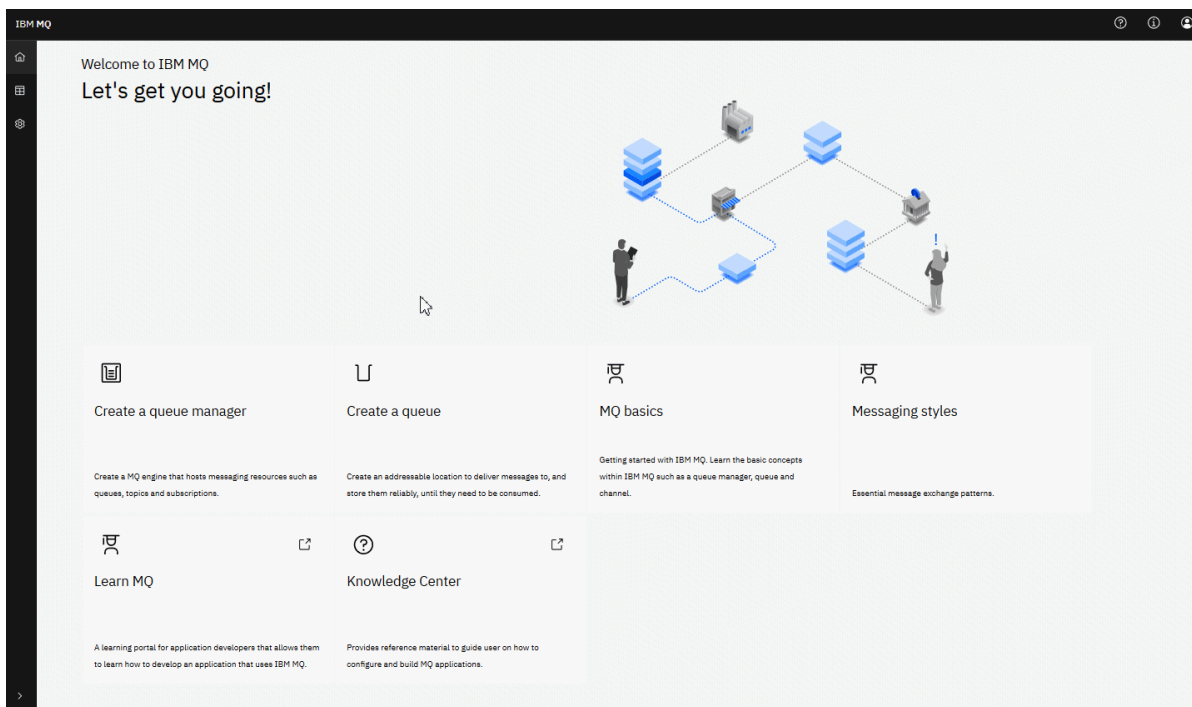 IBM MQ
Welcome to IBM MQ
Let's get you going!
!
Create a queue manager
Create a MQ engine that hosts messaging resources such as
queues, topics and subscriptions.
Create a queue
Create an addressable location to deliver messages to, and
store them reliably, until they need to be consumed.
MQ basics
Getting started with IBM MQ. Learn the basic concepts
within IBM MQ such as a queue manager, queue and
channel.
Messaging styles
Essential message exchange patterns.
Learn MQ
A learning portal for application developers that allows them
to learn how to develop an application that uses IBM MQ.
Knowledge Center
Provides reference material to guide user on how to
configure and build MQ applications.